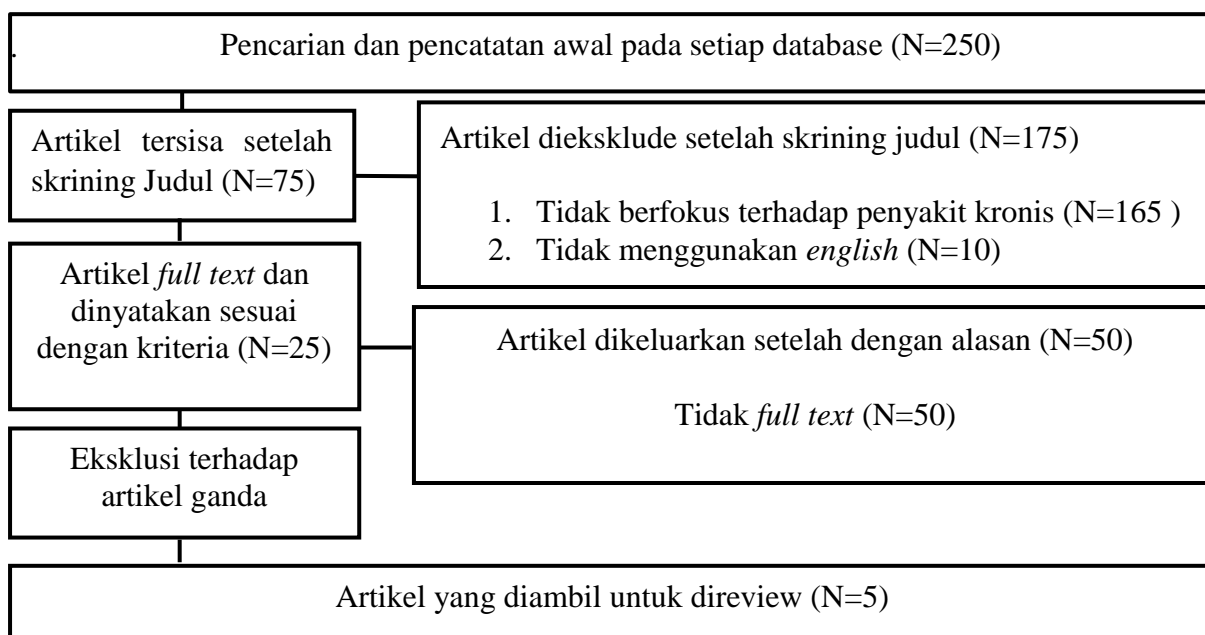 Pencarian dan pencatatan awal pada setiap database (N=250)
.
Artikel tersisa setelah
skrining Judul (N=75)
Artikel dieksklude setelah skrining judul (N=175)
1. Tidak berfokus terhadap penyakit kronis (N=165 )
2. Tidak menggunakan english (N=10)
Artikel full text dan
dinyatakan sesuai
dengan kriteria (N=25)
Artikel dikeluarkan setelah dengan alasan (N=50)
Tidak full text (N=50)
Eksklusi terhadap
artikel ganda
Artikel yang diambil untuk direview (N=5)